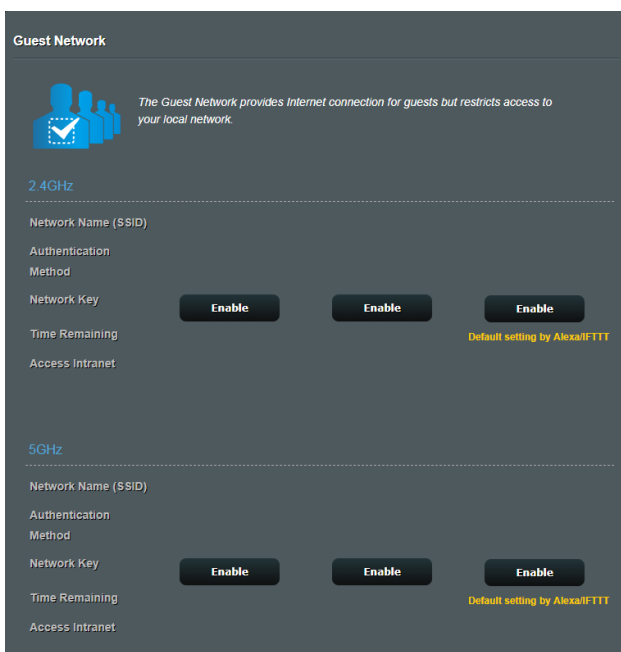 Guest Network
The Guest Network provides Internet connection for guests but restricts access to
your local network.
2.4GHz
Network Name (SSID)
Authentication
Method
Network Key
Enable
Enable
Enable
Time Remaining
Default setting by Alexa/IFTTT
Access Intranet
5GHz
Network Name (SSID)
Authentication
Method
Network Key
Enable
Enable
Enable
Time Remaining
Default setting by Alexa/IFTTT
Access Intranet